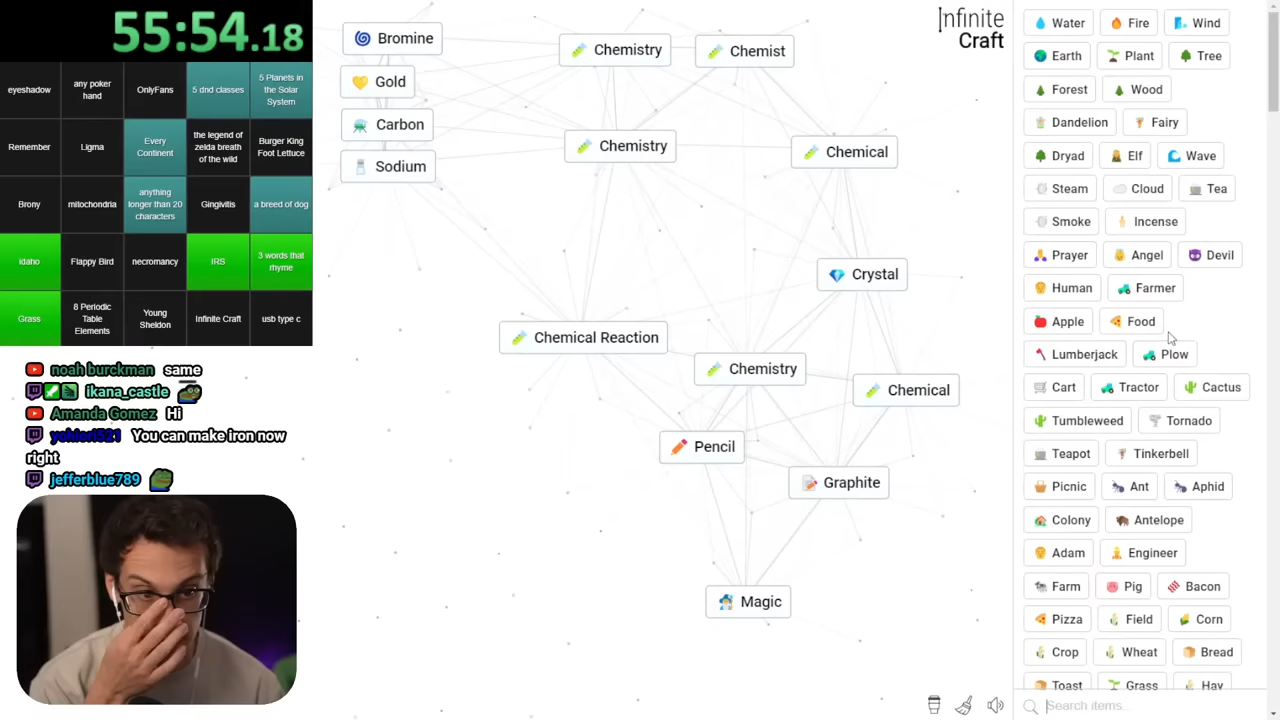 55:54.18
eyeshadow
any poker
hand
OnlyFans
5 dnd classes
5 Planets in
the Solar
System
Remember
Ligma
Every
Continent
the legend of
zelda breath
of the wild
Burger King
Foot Lettuce
Brony
mitochondria
anything
longer than 20
characters
Gingivitis
a breed of dog
idaho
Flappy Bird
necromancy
IRS
3 words that
rhyme
Grass
8 Periodic
Table
Elements
Young
Sheldon
Infinite Craft
usb type c
noah burckman same
ikana_castle
Amanda Gomez Hi
yohiori521 You can make iron now
right
jefferblue789
Bromine
Gold
Carbon
Sodium
Chemistry
Chemist
Chemistry
Chemical
Crystal
Chemical Reaction
Chemistry
Chemical
Pencil
Graphite
Magic
Infinite
Craft
Water Fire Wind
Earth Plant Tree
Forest Wood
Dandelion Fairy
Dryad Elf Wave
Steam Cloud Tea
Smoke Incense
Prayer Angel Devil
Human Farmer
Apple Food
Lumberjack Plow
Cart Tractor Cactus
Tumbleweed Tornado
Teapot Tinkerbell
Picnic Ant Aphid
Colony Antelope
Adam Engineer
Farm Pig Bacon
Pizza Field Corn
Crop Wheat Bread
Toast Grass Hay
Search items...